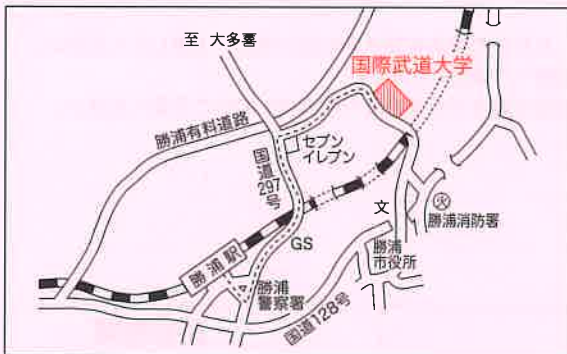 至 大多喜
国際武道大学
勝浦有料道路
セブン
イレブン
国道
297
号
文
火
勝浦消防署
GS
勝浦
市役所
勝浦駅
勝浦
警察署
国道128号